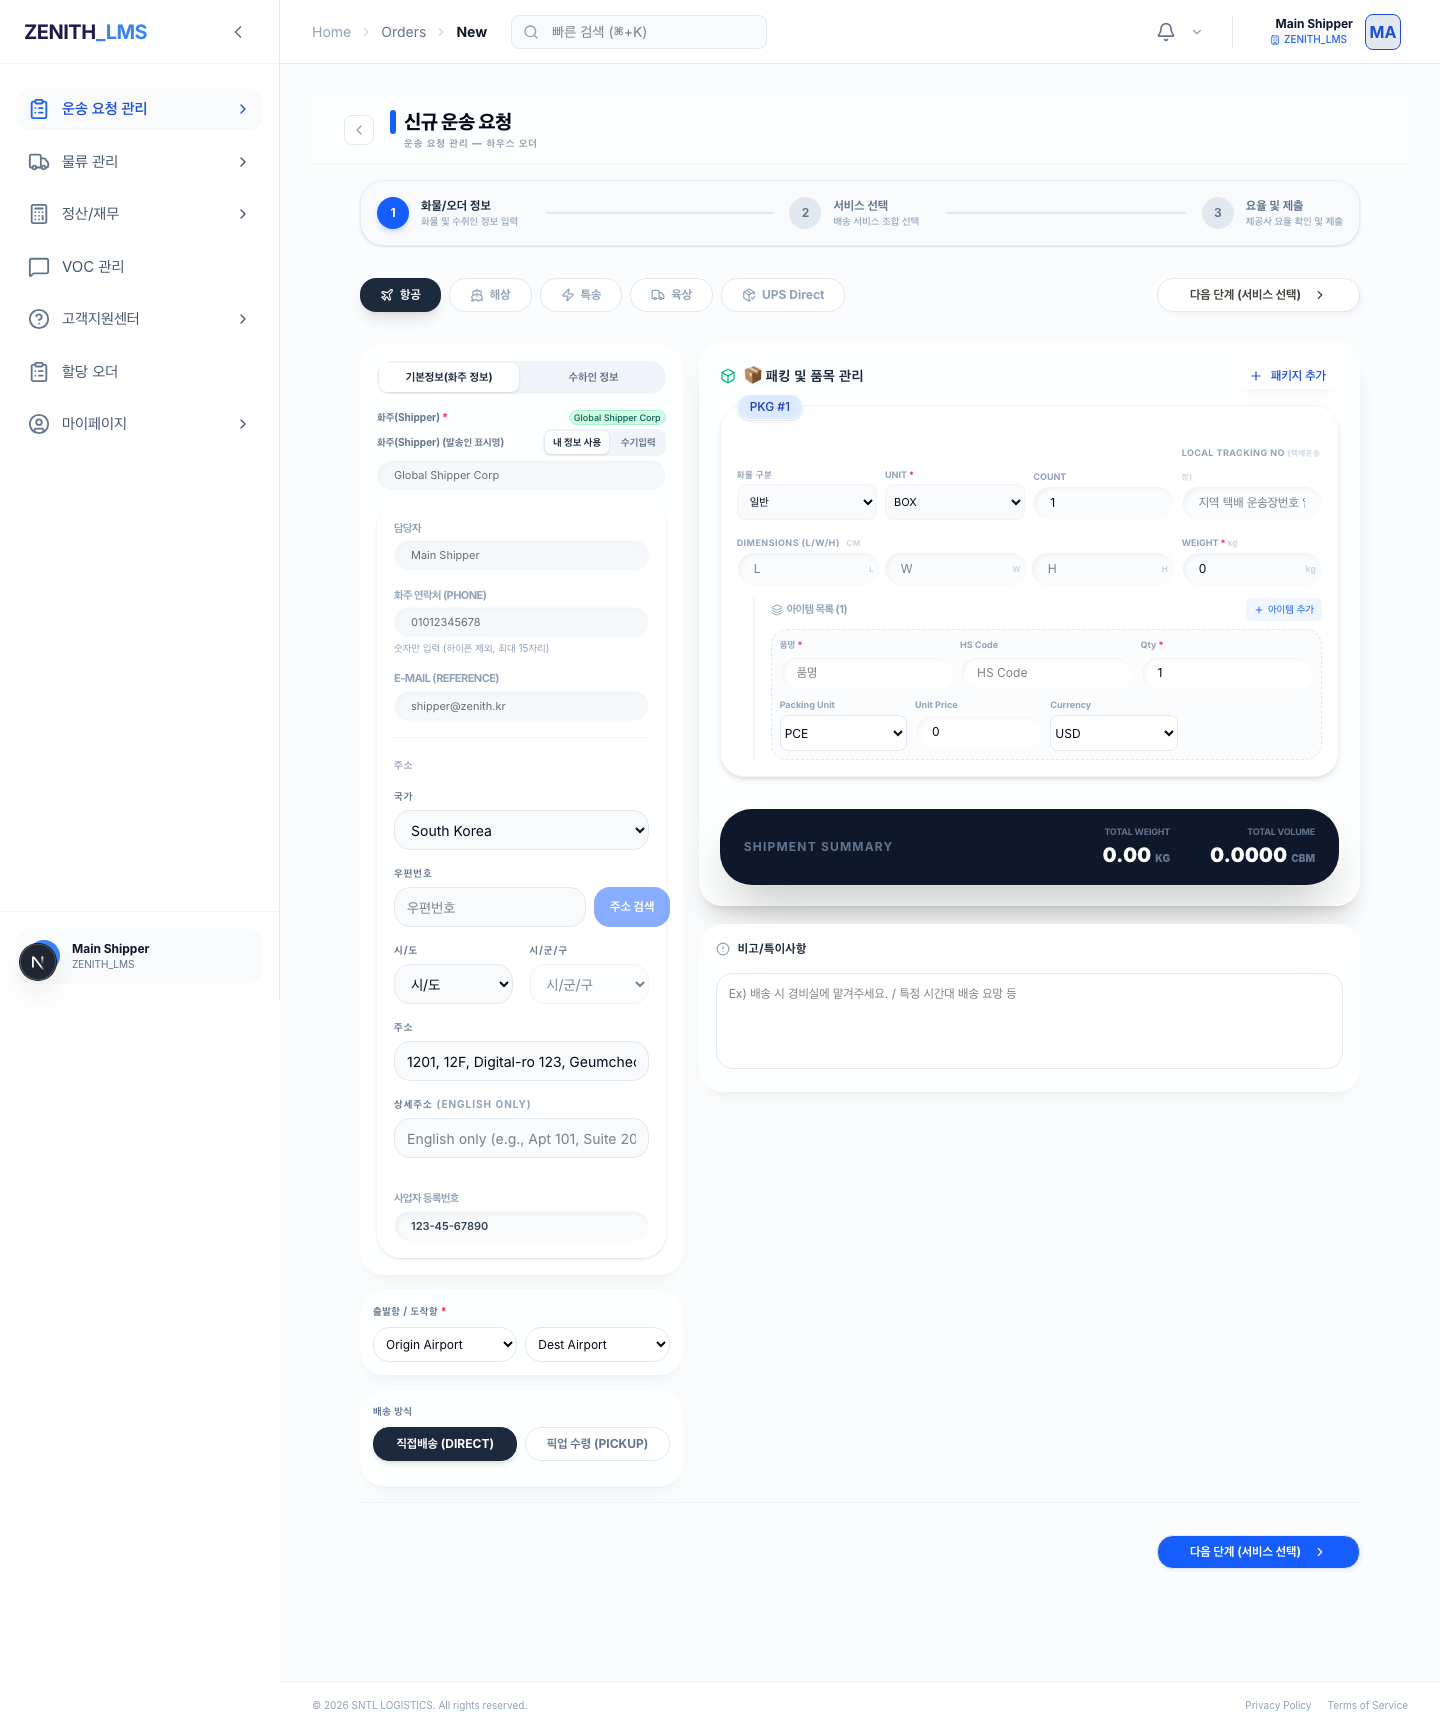 ZENITH_LMS
Home
Orders
New
빠른 검색 (⌘+K)
Main Shipper
ZENITH_LMS
MA
운송 요청 관리
물류 관리
정산/재무
VOC 관리
고객지원센터
할당 오더
마이페이지
Main Shipper
ZENITH_LMS
N
신규 운송 요청
운송 요청 관리 — 하우스 오더
1
화물/오더 정보
화물 및 수취인 정보 입력
2
서비스 선택
배송 서비스 조합 선택
3
요율 및 제출
제공사 요율 확인 및 제출
항공
해상
특송
육상
UPS Direct
다음 단계 (서비스 선택)
기본정보(화주 정보)
수하인 정보
화주(Shipper) *
Global Shipper Corp
화주(Shipper) (발송인 표시명)
내 정보 사용
수기입력
Global Shipper Corp
담당자
Main Shipper
화주 연락처 (PHONE)
01012345678
숫자만 입력 (하이픈 제외, 최대 15자리)
E-MAIL (REFERENCE)
shipper@zenith.kr
주소
국가
South Korea
우편번호
우편번호
주소 검색
시/도
시/군/구
시/도
시/군/구
주소
1201, 12F, Digital-ro 123, Geumcheo
상세주소 (ENGLISH ONLY)
English only (e.g., Apt 101, Suite 20
사업자 등록번호
123-45-67890
출발항 / 도착항 *
Origin Airport
Dest Airport
배송 방식
직접배송 (DIRECT)
픽업 수령 (PICKUP)
📦 패킹 및 품목 관리
패키지 추가
PKG #1
화물 구분
일반
UNIT *
BOX
COUNT
1
LOCAL TRACKING NO (택배운송
장)
지역 택배 운송장번호
DIMENSIONS (L/W/H) CM
L
L
W
W
H
H
WEIGHT * kg
0
kg
아이템 목록 (1)
아이템 추가
품명 *
품명
HS Code
HS Code
Qty *
1
Packing Unit
PCE
Unit Price
0
Currency
USD
SHIPMENT SUMMARY
TOTAL WEIGHT
0.00 KG
TOTAL VOLUME
0.0000 CBM
비고/특이사항
Ex) 배송 시 경비실에 맡겨주세요. / 특정 시간대 배송 요망 등
다음 단계 (서비스 선택)
© 2026 SNTL LOGISTICS. All rights reserved.
Privacy Policy
Terms of Service